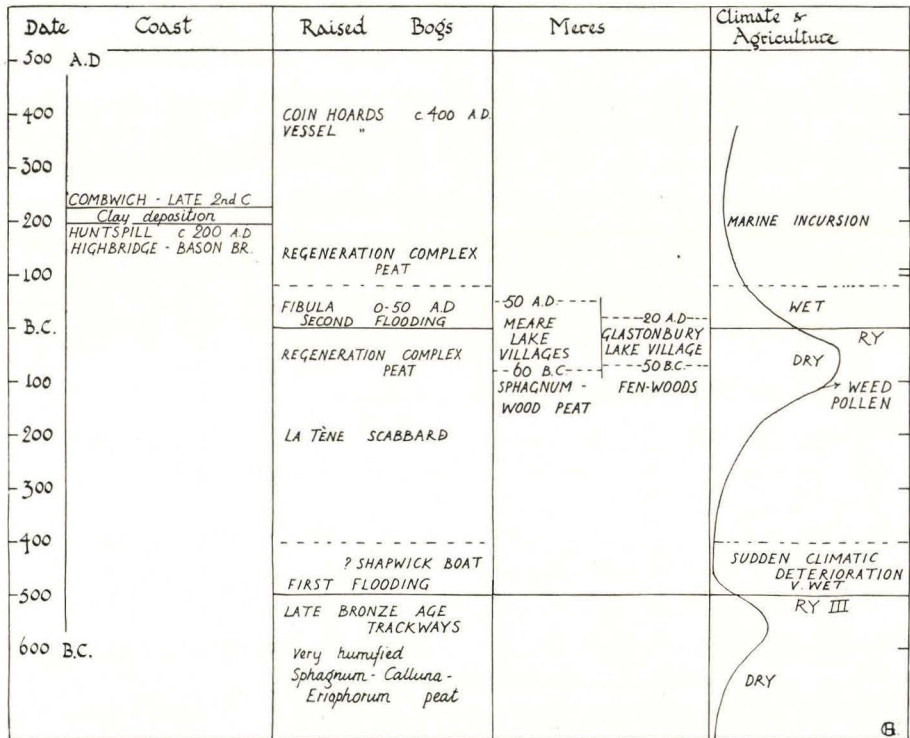 Date
Coast
Raised Bogs
Meres
Climate &
Agriculture
500 A.D
400
300
200
100
B.C.
100
200
300
400
500
600 B.C.
COMBWICH - LATE 2nd C
Clay deposition
HUNTSPILL c 200 A.D
HIGHBRIDGE - BASON BR.
COIN HOARDS c 400 A.D.
VESSEL "
REGENERATION COMPLEX
PEAT
FIBULA 0-50 A.D
SECOND FLOODING
REGENERATION COMPLEX
PEAT
LA TÈNE SCABBARD
? SHAPWICK BOAT
FIRST FLOODING
LATE BRONZE AGE
TRACKWAYS
Very humified
Sphagnum - Calluna -
Eriophorum peat
50 A.D.
MEARE
LAKE
VILLAGES
60 B.C
SPHAGNUM -
WOOD PEAT
20 A.D
GLASTONBURY
LAKE VILLAGE
50 B.C.
FEN-WOODS
MARINE INCURSION
WET
RY
DRY
WEED
POLLEN
SUDDEN CLIMATIC
DETERIORATION
V. WET
RY III
DRY